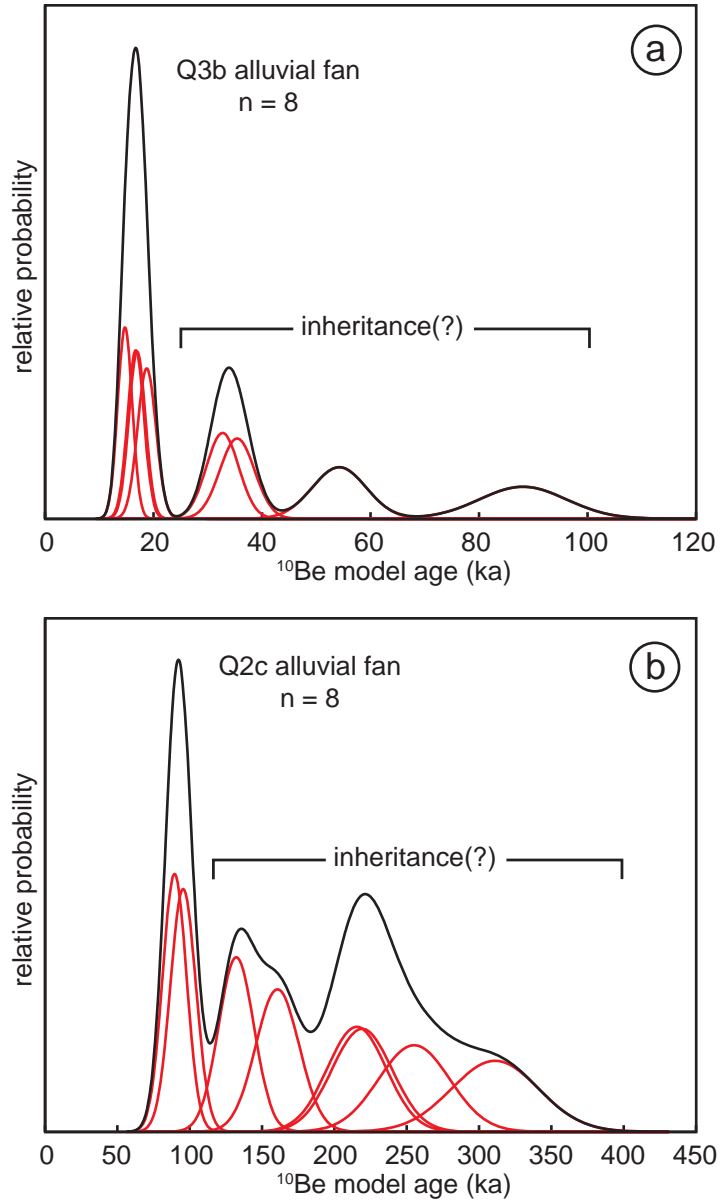 a
Q3b alluvial fan
n = 8
relative probability
inheritance(?)
0 20 40 60 80 100 120
¹⁰Be model age (ka)
b
Q2c alluvial fan
n = 8
relative probability
inheritance(?)
0 50 100 150 200 250 300 350 400 450
¹⁰Be model age (ka)